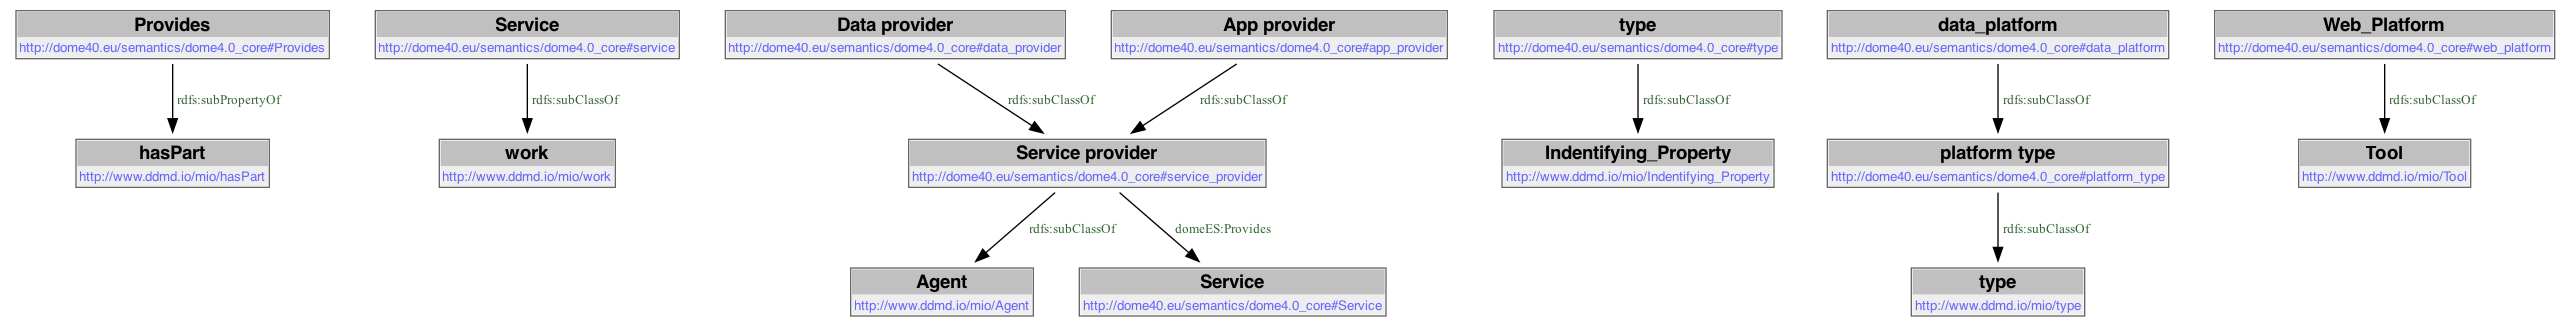 Provides
http://dome40.eu/semantics/dome4.0_core#Provides
Service
http://dome40.eu/semantics/dome4.0_core#service
Data provider
http://dome40.eu/semantics/dome4.0_core#data_provider
App provider
http://dome40.eu/semantics/dome4.0_core#app_provider
type
http://dome40.eu/semantics/dome4.0_core#type
data_platform
http://dome40.eu/semantics/dome4.0_core#data_platform
Web_Platform
http://dome40.eu/semantics/dome4.0_core#web_platform
rdfs:subPropertyOf
rdfs:subClassOf
rdfs:subClassOf
rdfs:subClassOf
rdfs:subClassOf
rdfs:subClassOf
rdfs:subClassOf
hasPart
http://www.ddmd.io/mio/hasPart
work
http://www.ddmd.io/mio/work
Service provider
http://dome40.eu/semantics/dome4.0_core#service_provider
Indentifying_Property
http://www.ddmd.io/mio/Indentifying_Property
platform type
http://dome40.eu/semantics/dome4.0_core#platform_type
Tool
http://www.ddmd.io/mio/Tool
rdfs:subClassOf
domeES:Provides
rdfs:subClassOf
Agent
http://www.ddmd.io/mio/Agent
Service
http://dome40.eu/semantics/dome4.0_core#Service
type
http://www.ddmd.io/mio/type